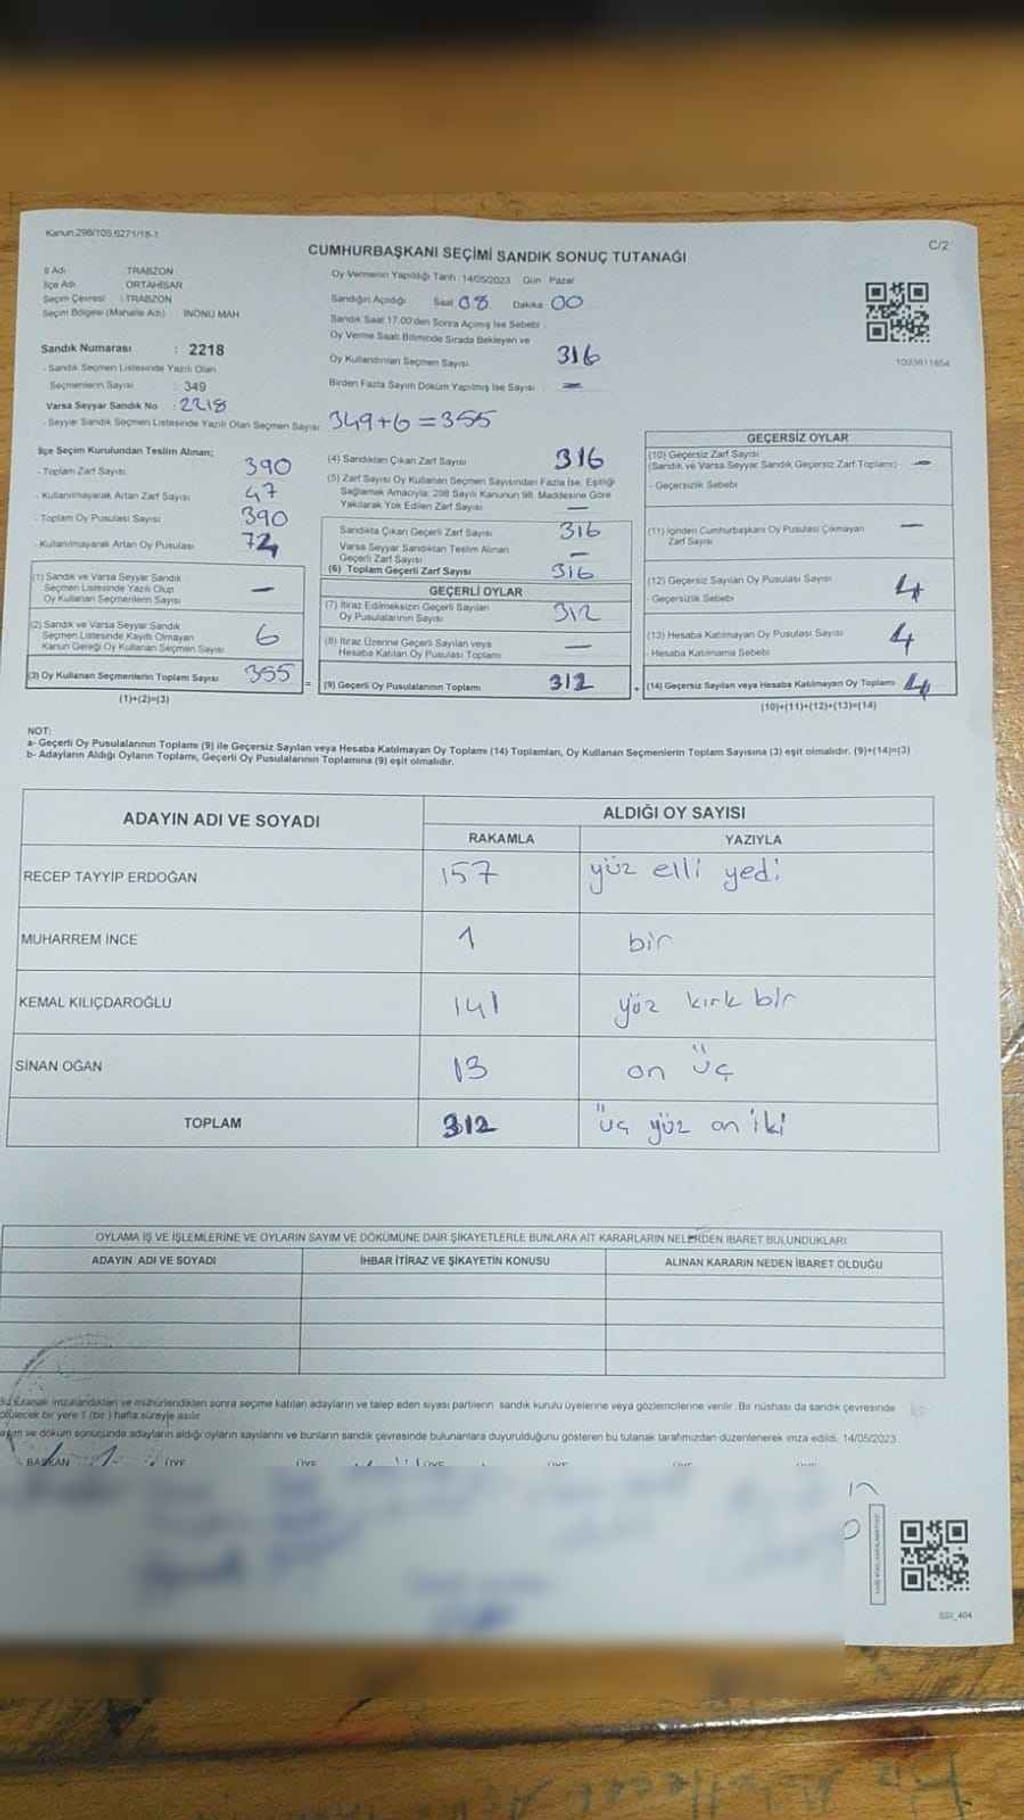 Kanun:298/105,6271/18-1
C/2
CUMHURBAŞKANI SEÇİMİ SANDIK SONUÇ TUTANAĞI
İl Adı TRABZON
İlçe Adı ORTAHİSAR
Seçim Çevresi : TRABZON
Seçim Bölgesi (Mahalle Adı) İNÖNÜ MAH
Sandık Numarası : 2218
- Sandık Seçmen Listesinde Yazılı Olan
Seçmenlerin Sayısı : 349
Varsa Seyyar Sandık No : 2218
- Seyyar Sandık Seçmen Listesinde Yazılı Olan Seçmen Sayısı 349+6=355
Oy Vermenin Yapıldığı Tarih :14/05/2023 Gün : Pazar
Sandığın Açıldığı Saat 08 Dakika 00
Sandık Saat 17.00'den Sonra Açılmış İse Sebebi :
Oy Verme Saati Bitiminde Sırada Bekleyen ve
Oy Kullandırılan Seçmen Sayısı 316
Birden Fazla Sayım Döküm Yapılmış İse Sayısı —
İlçe Seçim Kurulundan Teslim Alınan;
- Toplam Zarf Sayısı 390
- Kullanılmayarak Artan Zarf Sayısı 47
- Toplam Oy Pusulası Sayısı 390
- Kullanılmayarak Artan Oy Pusulası 72
(1) Sandık ve Varsa Seyyar Sandık
Seçmen Listesinde Yazılı Olup
Oy Kullanan Seçmenlerin Sayısı —
(2) Sandık ve Varsa Seyyar Sandık
Seçmen Listesinde Kayıtlı Olmayan
Kanun Gereği Oy Kullanan Seçmen Sayısı 6
(3) Oy Kullanan Seçmenlerin Toplam Sayısı 355
(1)+(2)=(3)
(4) Sandıktan Çıkan Zarf Sayısı 316
(5) Zarf Sayısı Oy Kullanan Seçmen Sayısından Fazla İse, Eşitliği
Sağlamak Amacıyla, 298 Sayılı Kanunun 98. Maddesine Göre
Yakılarak Yok Edilen Zarf Sayısı —
Sandıkta Çıkan Geçerli Zarf Sayısı 316
Varsa Seyyar Sandıktan Teslim Alınan
Geçerli Zarf Sayısı —
(6) Toplam Geçerli Zarf Sayısı 316
GEÇERLİ OYLAR
(7) İtiraz Edilmeksizin Geçerli Sayılan
Oy Pusulalarının Sayısı 312
(8) İtiraz Üzerine Geçerli Sayılan veya
Hesaba Katılan Oy Pusulası Toplamı —
= (9) Geçerli Oy Pusulalarının Toplamı 312
GEÇERSİZ OYLAR
(10) Geçersiz Zarf Sayısı
(Sandık ve Varsa Seyyar Sandık Geçersiz Zarf Toplamı) —
- Geçersizlik Sebebi
(11) İçinden Cumhurbaşkanı Oy Pusulası Çıkmayan
Zarf Sayısı —
(12) Geçersiz Sayılan Oy Pusulası Sayısı 4
- Geçersizlik Sebebi
(13) Hesaba Katılmayan Oy Pusulası Sayısı 4
- Hesaba Katılmama Sebebi
+ (14) Geçersiz Sayılan veya Hesaba Katılmayan Oy Toplamı 4
(10)+(11)+(12)+(13)=(14)
NOT:
a- Geçerli Oy Pusulalarının Toplamı (9) ile Geçersiz Sayılan veya Hesaba Katılmayan Oy Toplamı (14) Toplamları, Oy Kullanan Seçmenlerin Toplam Sayısına (3) eşit olmalıdır. (9)+(14)=(3)
b- Adayların Aldığı Oyların Toplamı, Geçerli Oy Pusulalarının Toplamına (9) eşit olmalıdır.
ADAYIN ADI VE SOYADI ALDIĞI OY SAYISI
RAKAMLA YAZIYLA
RECEP TAYYİP ERDOĞAN 157 yüz elli yedi
MUHARREM İNCE 1 bir
KEMAL KILIÇDAROĞLU 141 yüz kırk bir
SİNAN OĞAN 13 on üç
TOPLAM 312 üç yüz on iki
OYLAMA İŞ VE İŞLEMLERİNE VE OYLARIN SAYIM VE DÖKÜMÜNE DAİR ŞİKAYETLERLE BUNLARA AİT KARARLARIN NELERDEN İBARET BULUNDUKLARI
ADAYIN ADI VE SOYADI İHBAR İTİRAZ VE ŞİKAYETİN KONUSU ALINAN KARARIN NEDEN İBARET OLDUĞU
Bu tutanak imzalandıktan ve mühürlendikten sonra seçime katılan adayların ve talep eden siyasi partilerin sandık kurulu üyelerine veya gözlemcilerine verilir. Bir nüshası da sandık çevresinde
bir yere 1 (bir ) hafta süreyle asılır
ve döküm sonucunda adayların aldığı oyların sayılarını ve bunların sandık çevresinde bulunanlara duyurulduğunu gösteren bu tutanak tarafımızdan düzenlenerek imza edildi. 14/05/2023
BAŞKAN ÜYE ÜYE ÜYE